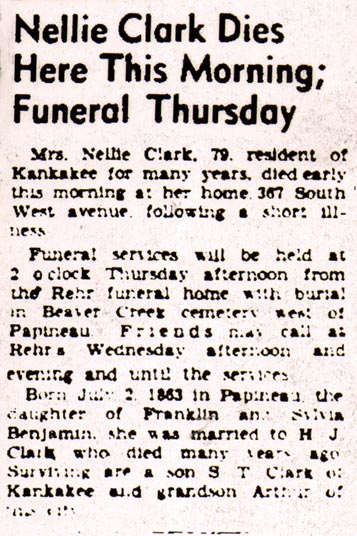 Nellie Clark Dies
Here This Morning;
Funeral Thursday
Mrs. Nellie Clark, 79, resident of
Kankakee for many years, died early
this morning at her home, 367 South
West avenue, following a short ill-
ness
Funeral services will be held at
2 o'clock Thursday afternoon from
the Rehr funeral home with burial
in Beaver Creek cemetery west of
Papineau. Friends may call at
Rehr's Wednesday afternoon and
evening and until the services
Born July 2, 1863 in Papineau, the
daughter of Franklin and Sylvia
Benjamin, she was married to H J
Clark who died many years ago
Surviving are a son S T Clark of
Kankakee and grandson Arthur of
this city